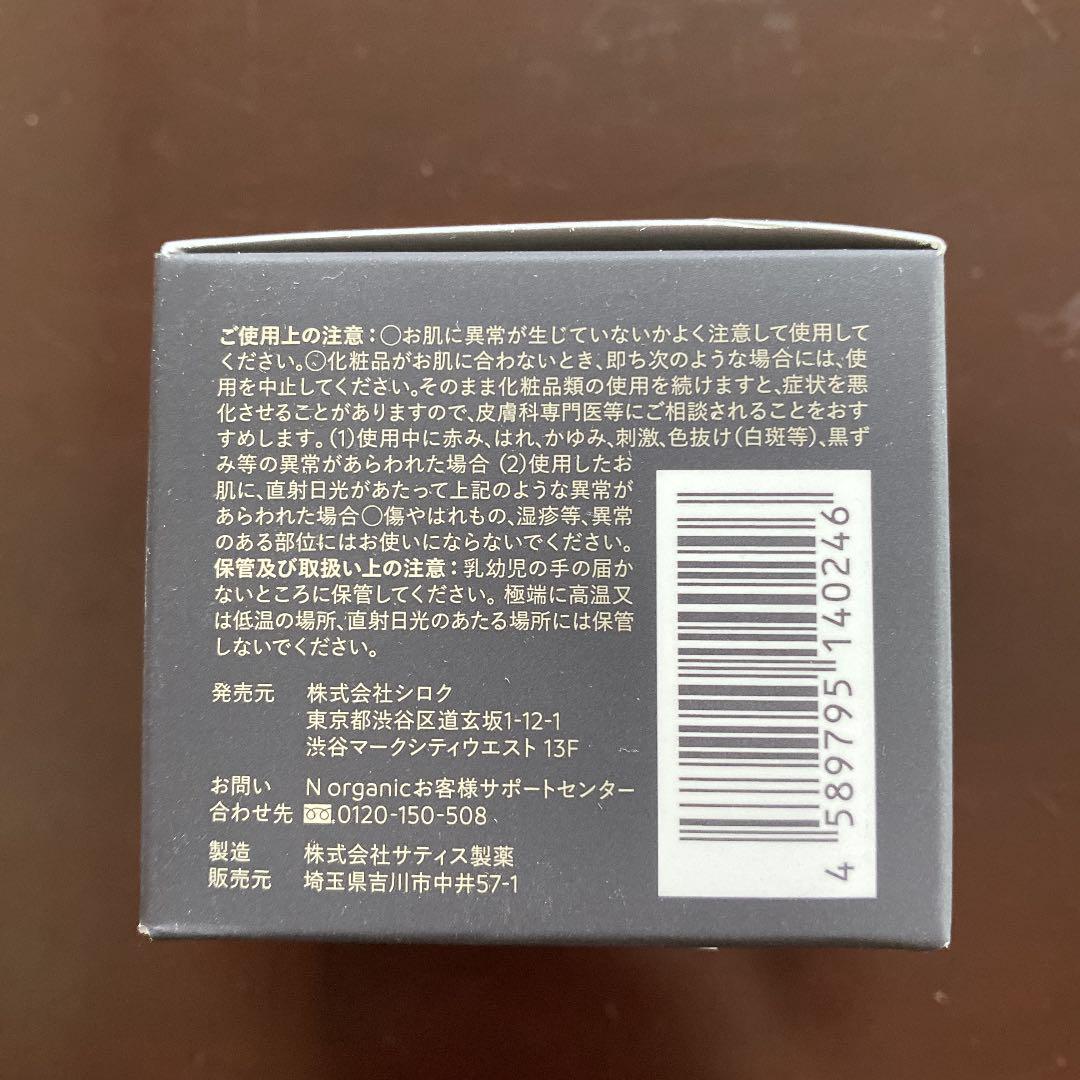 ご使用上の注意：○お肌に異常が生じていないかよく注意して使用して
ください。○化粧品がお肌に合わないとき、即ち次のような場合には、使
用を中止してください。そのまま化粧品類の使用を続けますと、症状を悪
化させることがありますので、皮膚科専門医等にご相談されることをおす
すめします。(1)使用中に赤み、はれ、かゆみ、刺激、色抜け(白斑等)、黒ず
み等の異常があらわれた場合 (2)使用したお
肌に、直射日光があたって上記のような異常が
あらわれた場合○傷やはれもの、湿疹等、異常
のある部位にはお使いにならないでください。
保管及び取扱い上の注意：乳幼児の手の届か
ないところに保管してください。極端に高温又
は低温の場所、直射日光のあたる場所には保管
しないでください。
発売元 株式会社シロク
東京都渋谷区道玄坂1-12-1
渋谷マークシティウエスト 13F
お問い N organicお客様サポートセンター
合わせ先 0120-150-508
製造 株式会社サティス製薬
販売元 埼玉県吉川市中井57-1
4 589795 140246